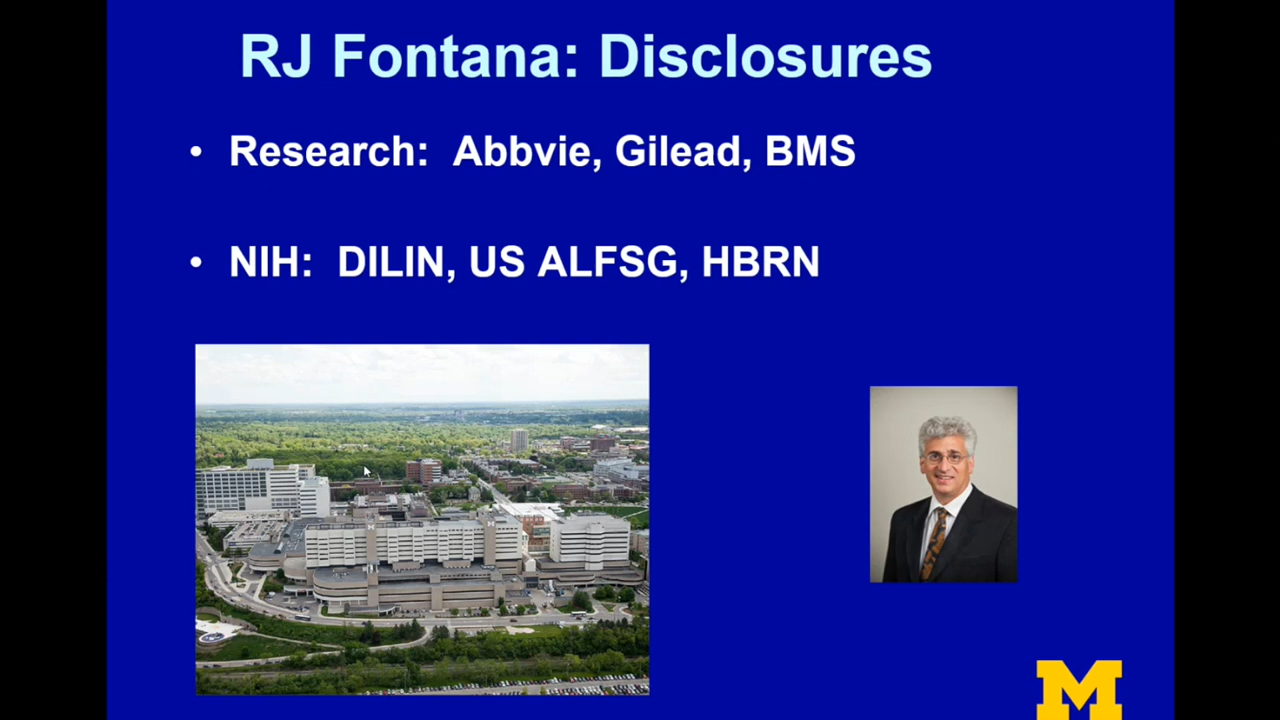 RJ Fontana: Disclosures
• Research: Abbvie, Gilead, BMS
• NIH: DILIN, US ALFSG, HBRN
M